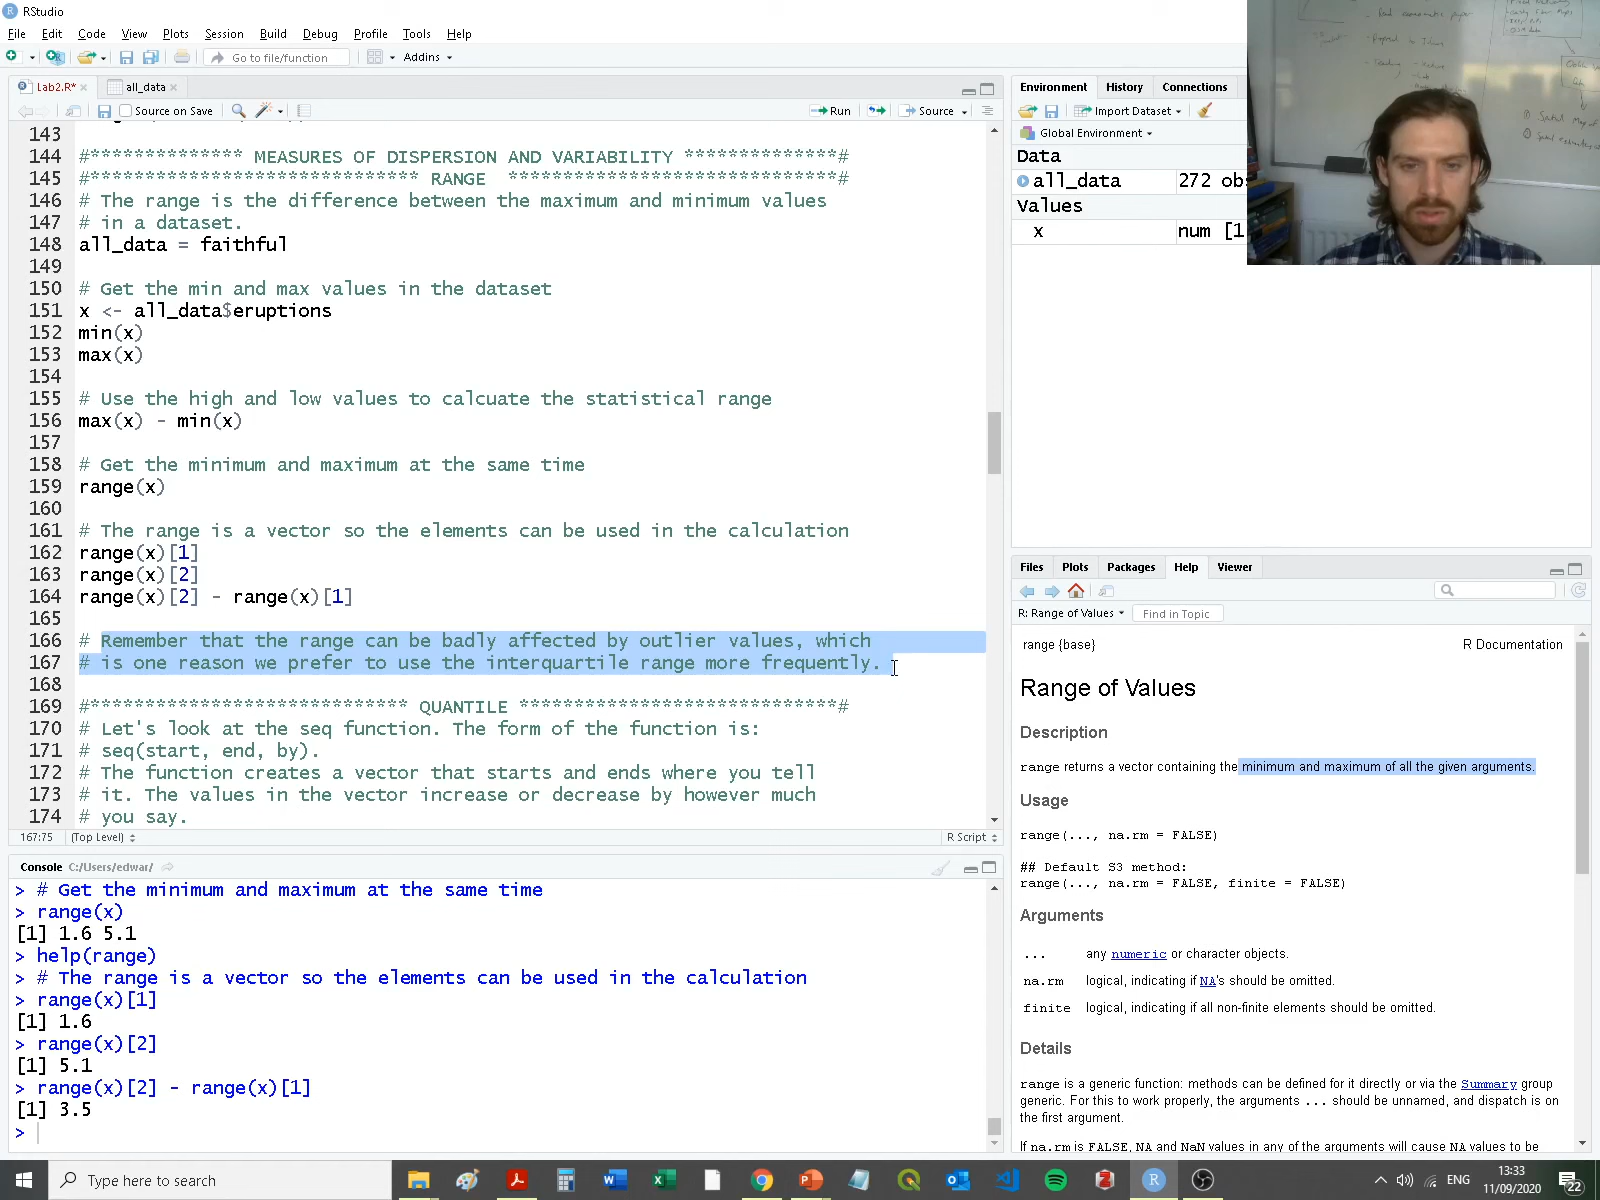 RStudio
File Edit Code View Plots Session Build Debug Profile Tools Help
Go to file/function Addins
Lab2.R* all_data
Source on Save Run Source
143
144 #************** MEASURES OF DISPERSION AND VARIABILITY **************#
145 #****************************** RANGE ******************************#
146 # The range is the difference between the maximum and minimum values
147 # in a dataset.
148 all_data = faithful
149
150 # Get the min and max values in the dataset
151 x <- all_data$eruptions
152 min(x)
153 max(x)
154
155 # Use the high and low values to calcuate the statistical range
156 max(x) - min(x)
157
158 # Get the minimum and maximum at the same time
159 range(x)
160
161 # The range is a vector so the elements can be used in the calculation
162 range(x)[1]
163 range(x)[2]
164 range(x)[2] - range(x)[1]
165
166 # Remember that the range can be badly affected by outlier values, which
167 # is one reason we prefer to use the interquartile range more frequently.
168
169 #***************************** QUANTILE *****************************#
170 # Let's look at the seq function. The form of the function is:
171 # seq(start, end, by).
172 # The function creates a vector that starts and ends where you tell
173 # it. The values in the vector increase or decrease by however much
174 # you say.
167:75 (Top Level) R Script
Console C:/Users/edwar/
> # Get the minimum and maximum at the same time
> range(x)
[1] 1.6 5.1
> help(range)
> # The range is a vector so the elements can be used in the calculation
> range(x)[1]
[1] 1.6
> range(x)[2]
[1] 5.1
> range(x)[2] - range(x)[1]
[1] 3.5
>
Environment History Connections
Import Dataset
Global Environment
Data
all_data 272 obs
Values
x num [1
Files Plots Packages Help Viewer
R: Range of Values Find in Topic
range {base} R Documentation
Range of Values
Description
range returns a vector containing the minimum and maximum of all the given arguments.
Usage
range(..., na.rm = FALSE)
## Default S3 method:
range(..., na.rm = FALSE, finite = FALSE)
Arguments
... any numeric or character objects.
na.rm logical, indicating if NA's should be omitted.
finite logical, indicating if all non-finite elements should be omitted.
Details
range is a generic function: methods can be defined for it directly or via the Summary group
generic. For this to work properly, the arguments ... should be unnamed, and dispatch is on
the first argument.
If na.rm is FALSE, NA and NaN values in any of the arguments will cause NA values to be
Type here to search
ENG
13:33
11/09/2020
22